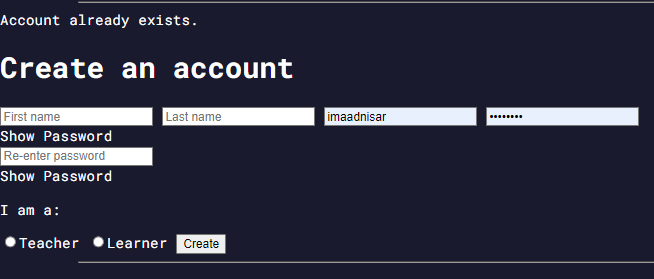 Account already exists.
Create an account
First name Last name imaadnisar ••••••••
Show Password
Re-enter password
Show Password
I am a:
Teacher Learner Create